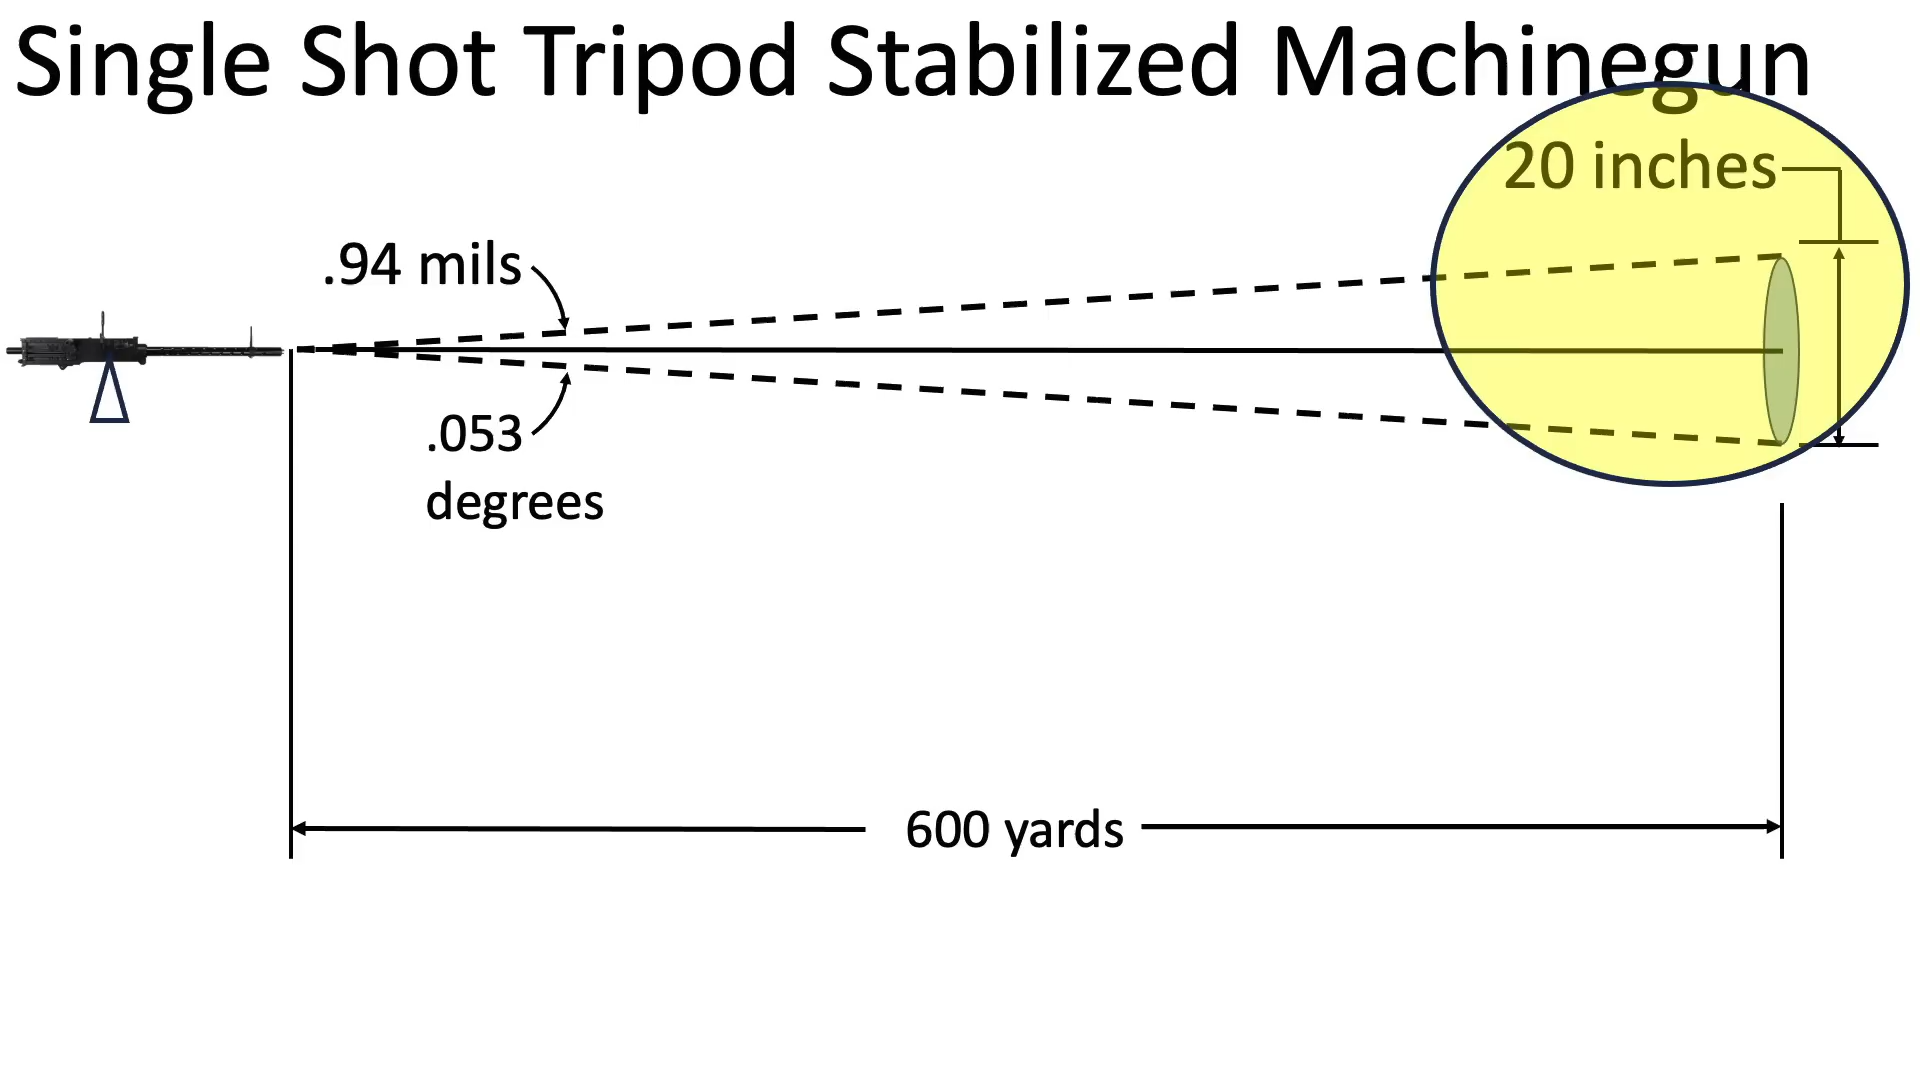 Single Shot Tripod Stabilized Machinegun
20 inches
.94 mils
.053
degrees
600 yards